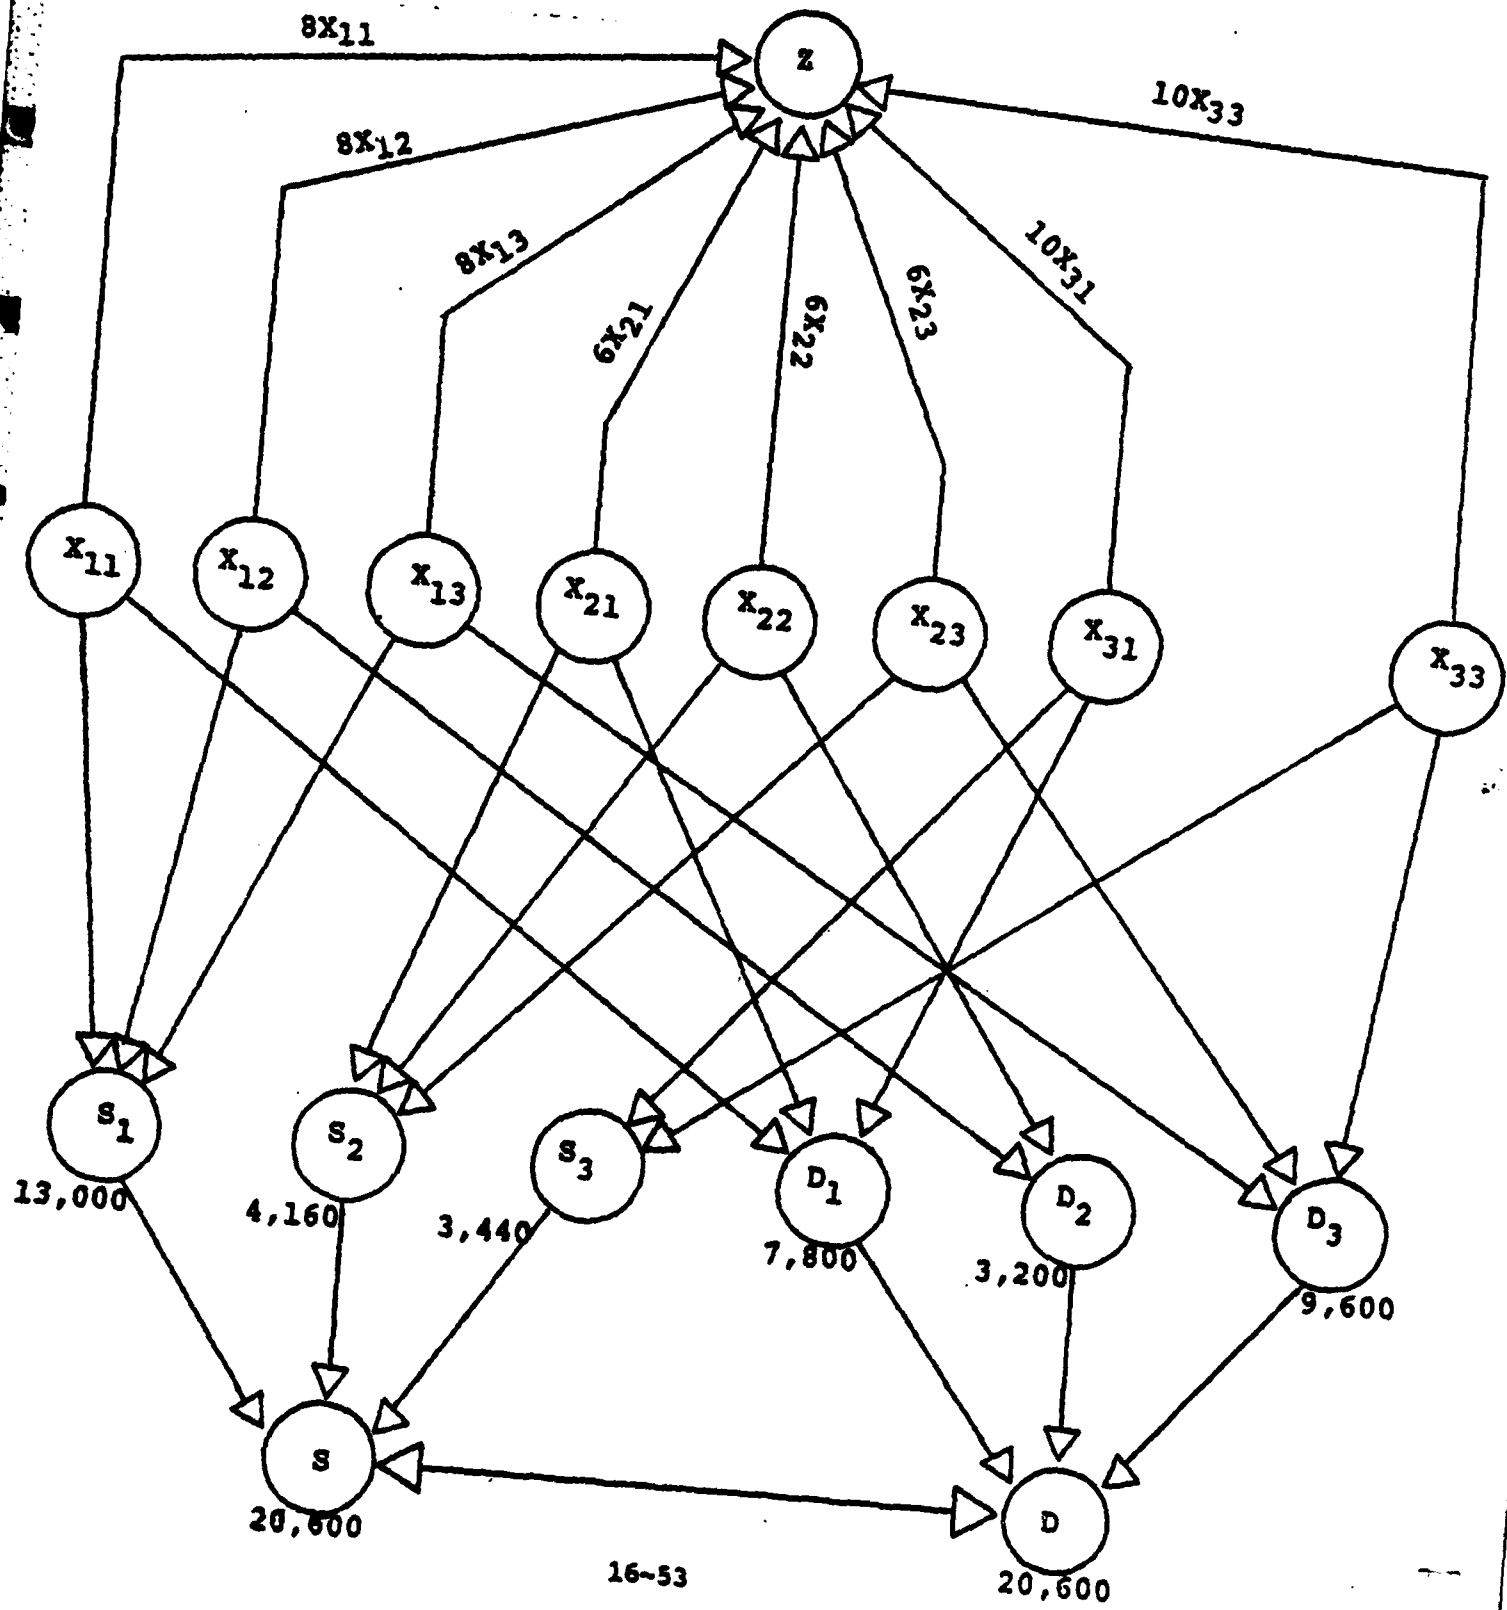 8X11
Z
10X33
8X12
8X13
10X31
6X21
6X22
6X23
X11
X12
X13
X21
X22
X23
X31
X33
S1
13,000
S2
4,160
S3
3,440
D1
7,800
D2
3,200
D3
9,600
S
20,600
D
20,600
16-53